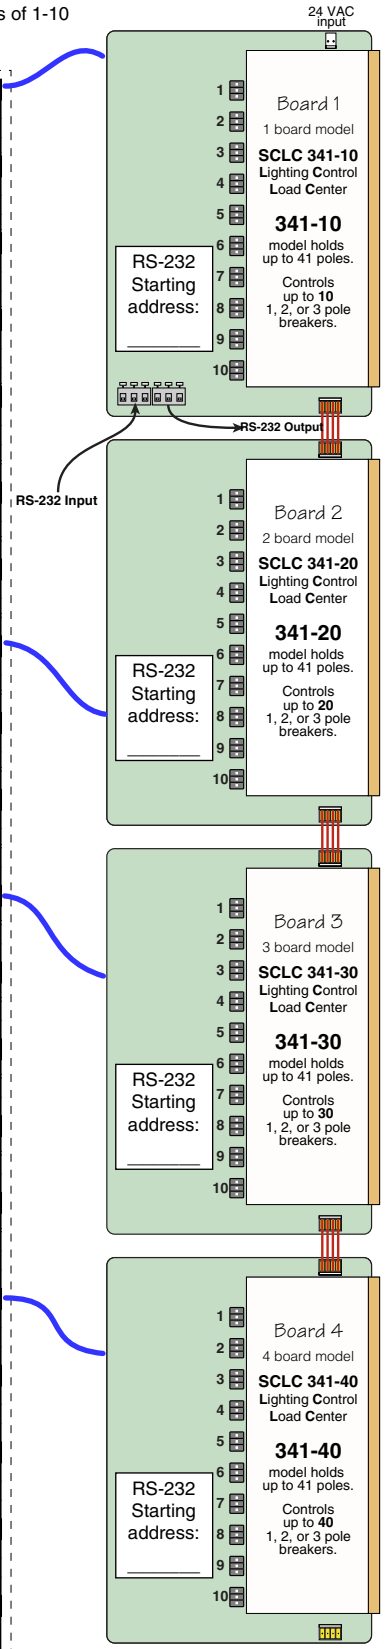 s of 1-10
24 VAC
input
1
2
3
4
5
6
7
8
9
10
Board 1
1 board model
SCLC 341-10
Lighting Control
Load Center
341-10
model holds
up to 41 poles.
Controls
up to 10
1, 2, or 3 pole
breakers.
RS-232
Starting
address:
_______
RS-232 Output
RS-232 Input
1
2
3
4
5
6
7
8
9
10
Board 2
2 board model
SCLC 341-20
Lighting Control
Load Center
341-20
model holds
up to 41 poles.
Controls
up to 20
1, 2, or 3 pole
breakers.
RS-232
Starting
address:
_______
1
2
3
4
5
6
7
8
9
10
Board 3
3 board model
SCLC 341-30
Lighting Control
Load Center
341-30
model holds
up to 41 poles.
Controls
up to 30
1, 2, or 3 pole
breakers.
RS-232
Starting
address:
_______
1
2
3
4
5
6
7
8
9
10
Board 4
4 board model
SCLC 341-40
Lighting Control
Load Center
341-40
model holds
up to 41 poles.
Controls
up to 40
1, 2, or 3 pole
breakers.
RS-232
Starting
address:
_______